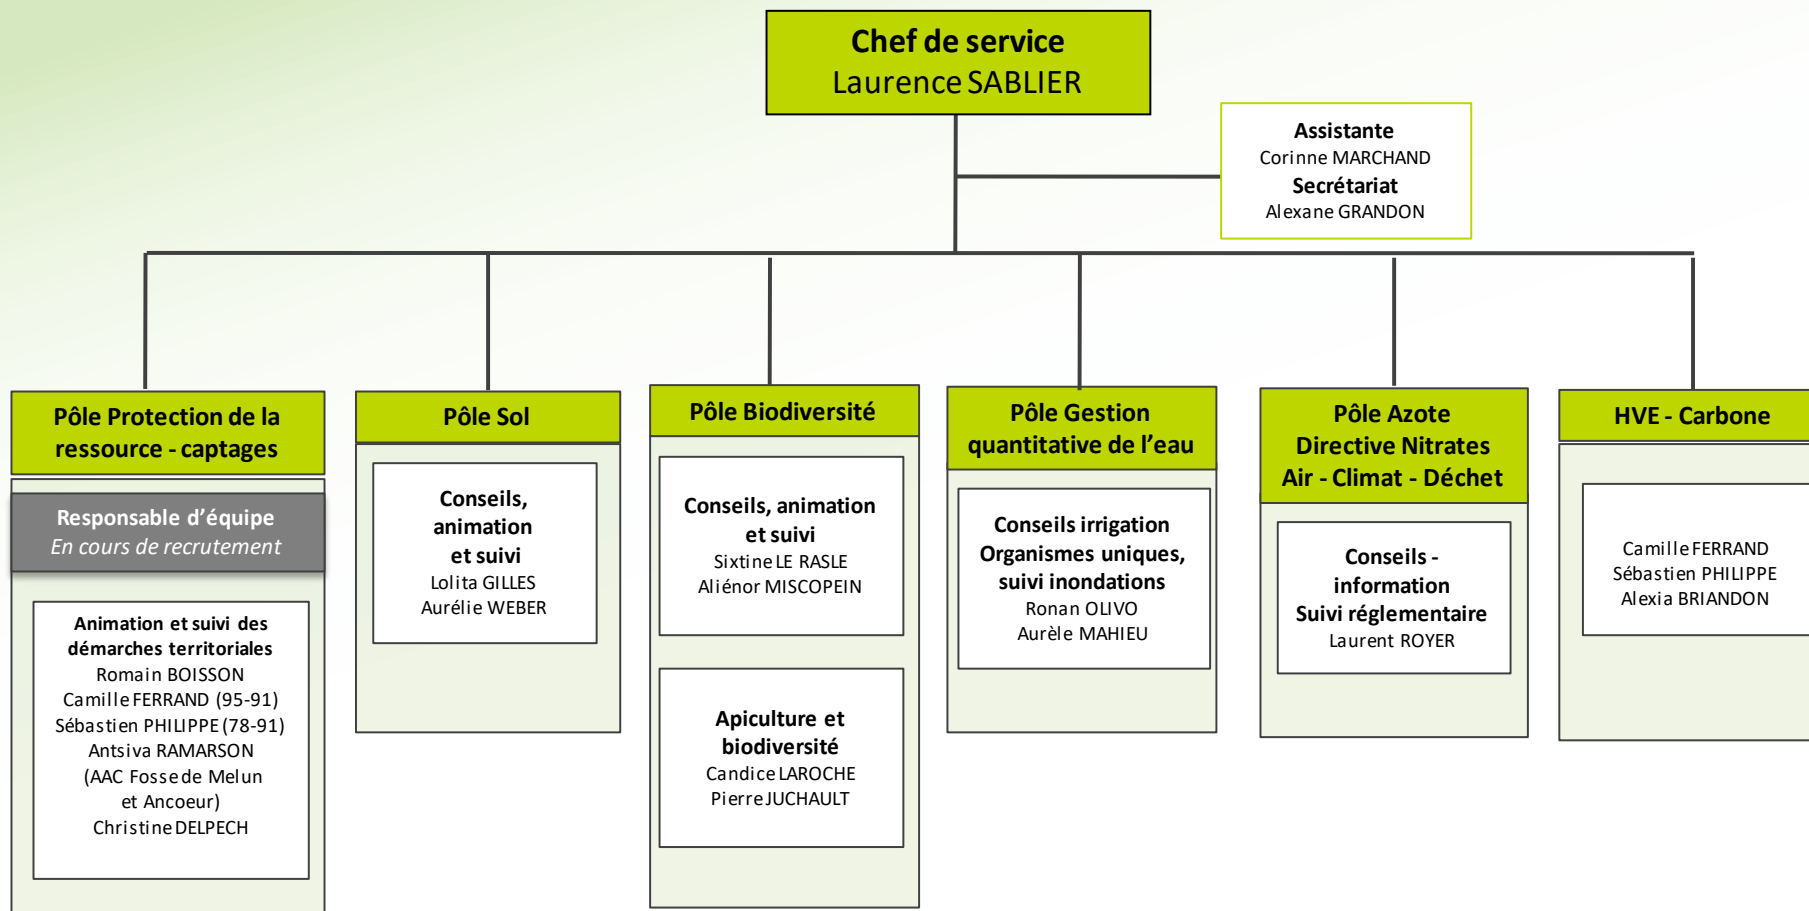 Chef de service
Laurence SABLIER
Assistante
Corinne MARCHAND
Secrétariat
Alexane GRANDON
Pôle Protection de la
ressource - captages
Responsable d'équipe
En cours de recrutement
Animation et suivi des
démarches territoriales
Romain BOISSON
Camille FERRAND (95-91)
Sébastien PHILIPPE (78-91)
Antsiva RAMARSON
(AAC Fosse de Melun
et Ancoeur)
Christine DELPECH
Pôle Sol
Conseils,
animation
et suivi
Lolita GILLES
Aurélie WEBER
Pôle Biodiversité
Conseils, animation
et suivi
Sixtine LE RASLE
Aliénor MISCOPEIN
Apiculture et
biodiversité
Candice LAROCHE
Pierre JUCHAULT
Pôle Gestion
quantitative de l’eau
Conseils irrigation
Organismes uniques,
suivi inondations
Ronan OLIVO
Aurèle MAHIEU
Pôle Azote
Directive Nitrates
Air - Climat - Déchet
Conseils -
information
Suivi réglementaire
Laurent ROYER
HVE - Carbone
Camille FERRAND
Sébastien PHILIPPE
Alexia BRIANDON